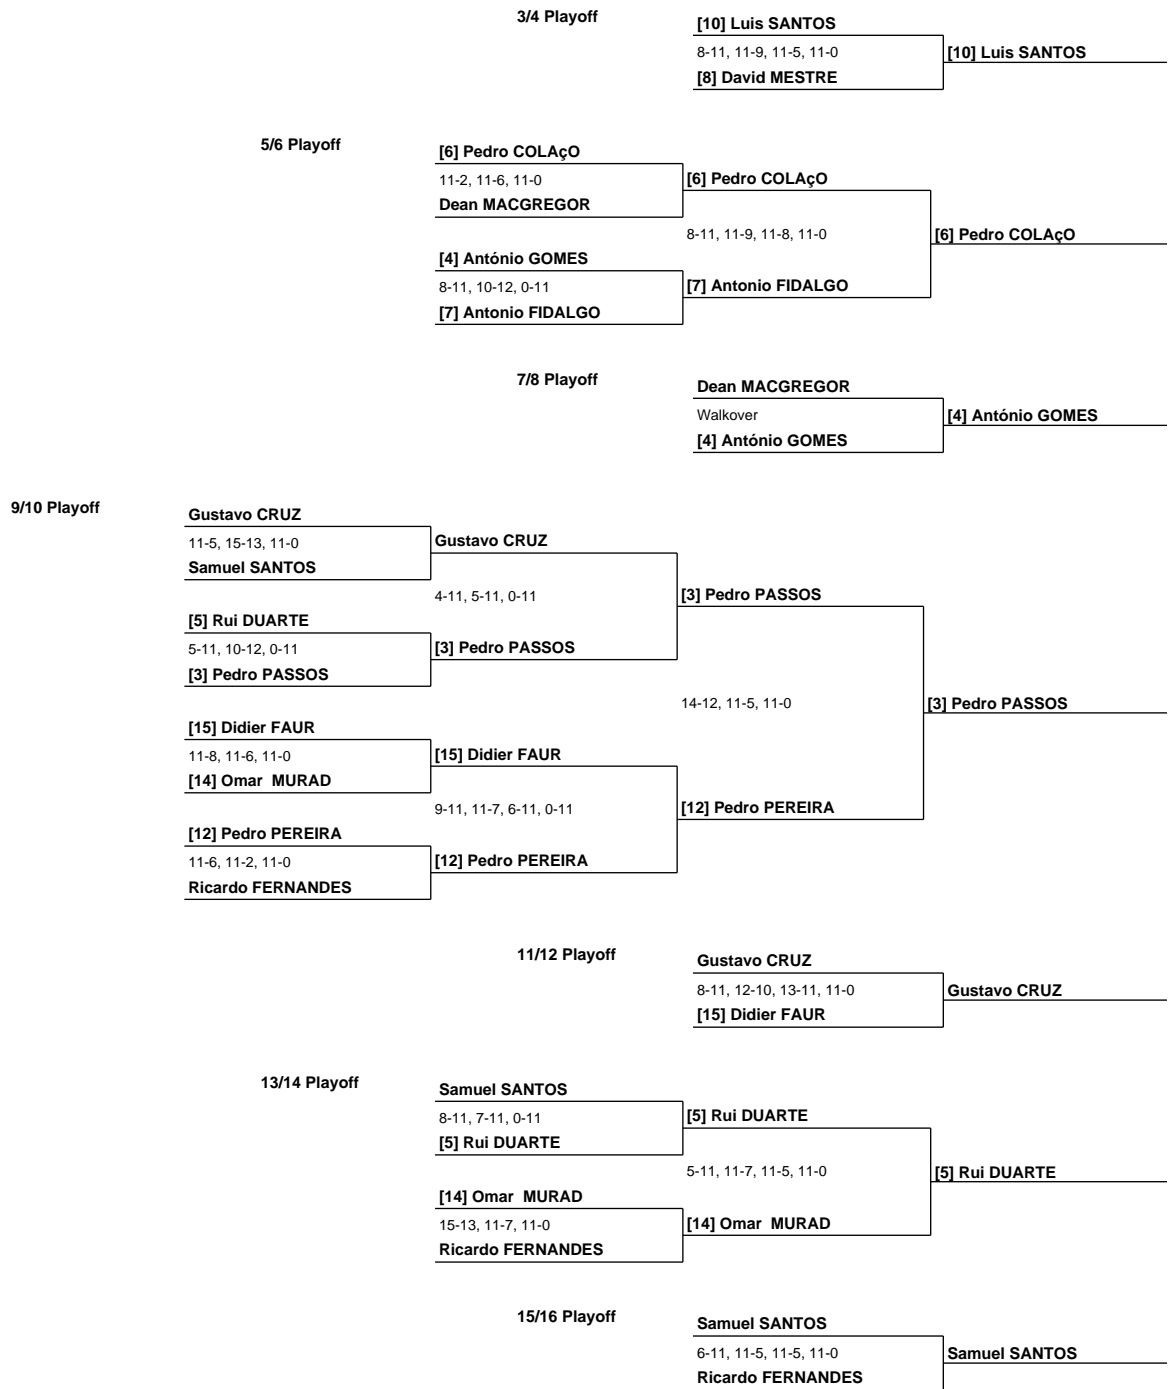 3/4 Playoff
[10] Luis SANTOS
8-11, 11-9, 11-5, 11-0
[10] Luis SANTOS
[8] David MESTRE
5/6 Playoff
[6] Pedro COLAçO
11-2, 11-6, 11-0
[6] Pedro COLAçO
Dean MACGREGOR
8-11, 11-9, 11-8, 11-0
[6] Pedro COLAçO
[4] António GOMES
8-11, 10-12, 0-11
[7] Antonio FIDALGO
[7] Antonio FIDALGO
7/8 Playoff
Dean MACGREGOR
Walkover
[4] António GOMES
[4] António GOMES
9/10 Playoff
Gustavo CRUZ
11-5, 15-13, 11-0
Gustavo CRUZ
Samuel SANTOS
4-11, 5-11, 0-11
[3] Pedro PASSOS
[5] Rui DUARTE
5-11, 10-12, 0-11
[3] Pedro PASSOS
[3] Pedro PASSOS
14-12, 11-5, 11-0
[3] Pedro PASSOS
[15] Didier FAUR
11-8, 11-6, 11-0
[15] Didier FAUR
[14] Omar  MURAD
9-11, 11-7, 6-11, 0-11
[12] Pedro PEREIRA
[12] Pedro PEREIRA
11-6, 11-2, 11-0
[12] Pedro PEREIRA
Ricardo FERNANDES
11/12 Playoff
Gustavo CRUZ
8-11, 12-10, 13-11, 11-0
Gustavo CRUZ
[15] Didier FAUR
13/14 Playoff
Samuel SANTOS
8-11, 7-11, 0-11
[5] Rui DUARTE
[5] Rui DUARTE
5-11, 11-7, 11-5, 11-0
[5] Rui DUARTE
[14] Omar  MURAD
15-13, 11-7, 11-0
[14] Omar  MURAD
Ricardo FERNANDES
15/16 Playoff
Samuel SANTOS
6-11, 11-5, 11-5, 11-0
Samuel SANTOS
Ricardo FERNANDES